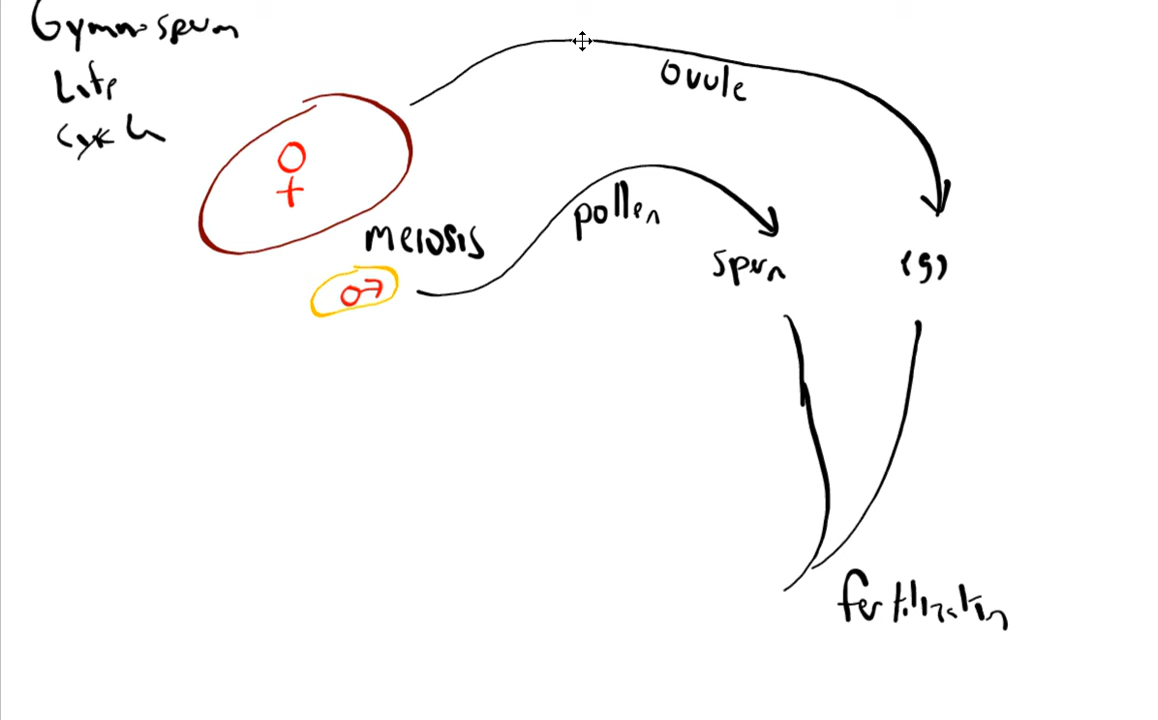 Gymnosperm
Life
Cycle
ovule
pollen
meiosis
sperm
fertilization